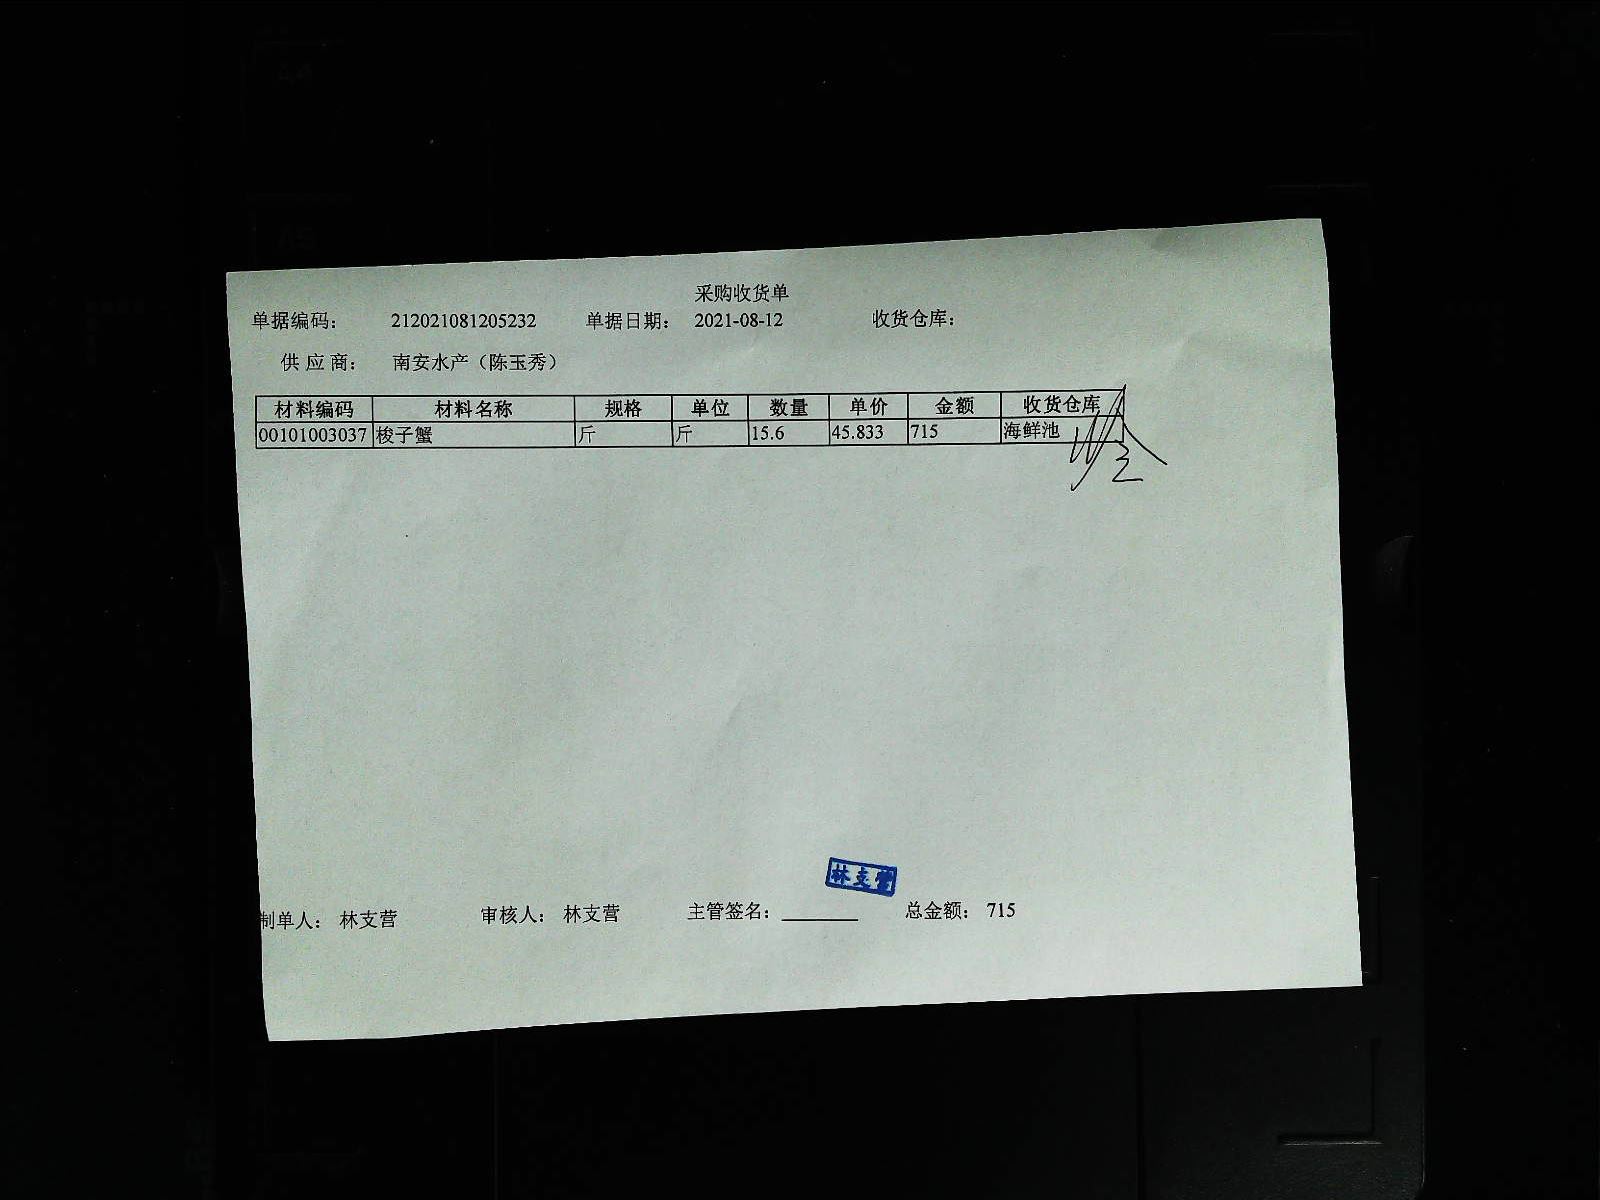 采购收货单
单据编码： 212021081205232 单据日期： 2021-08-12 收货仓库：
供 应 商： 南安水产（陈玉秀）
材料编码 材料名称 规格 单位 数量 单价 金额 收货仓库
00101003037 梭子蟹 斤 斤 15.6 45.833 715 海鲜池
林支营
制单人： 林支营 审核人： 林支营 主管签名：________ 总金额： 715